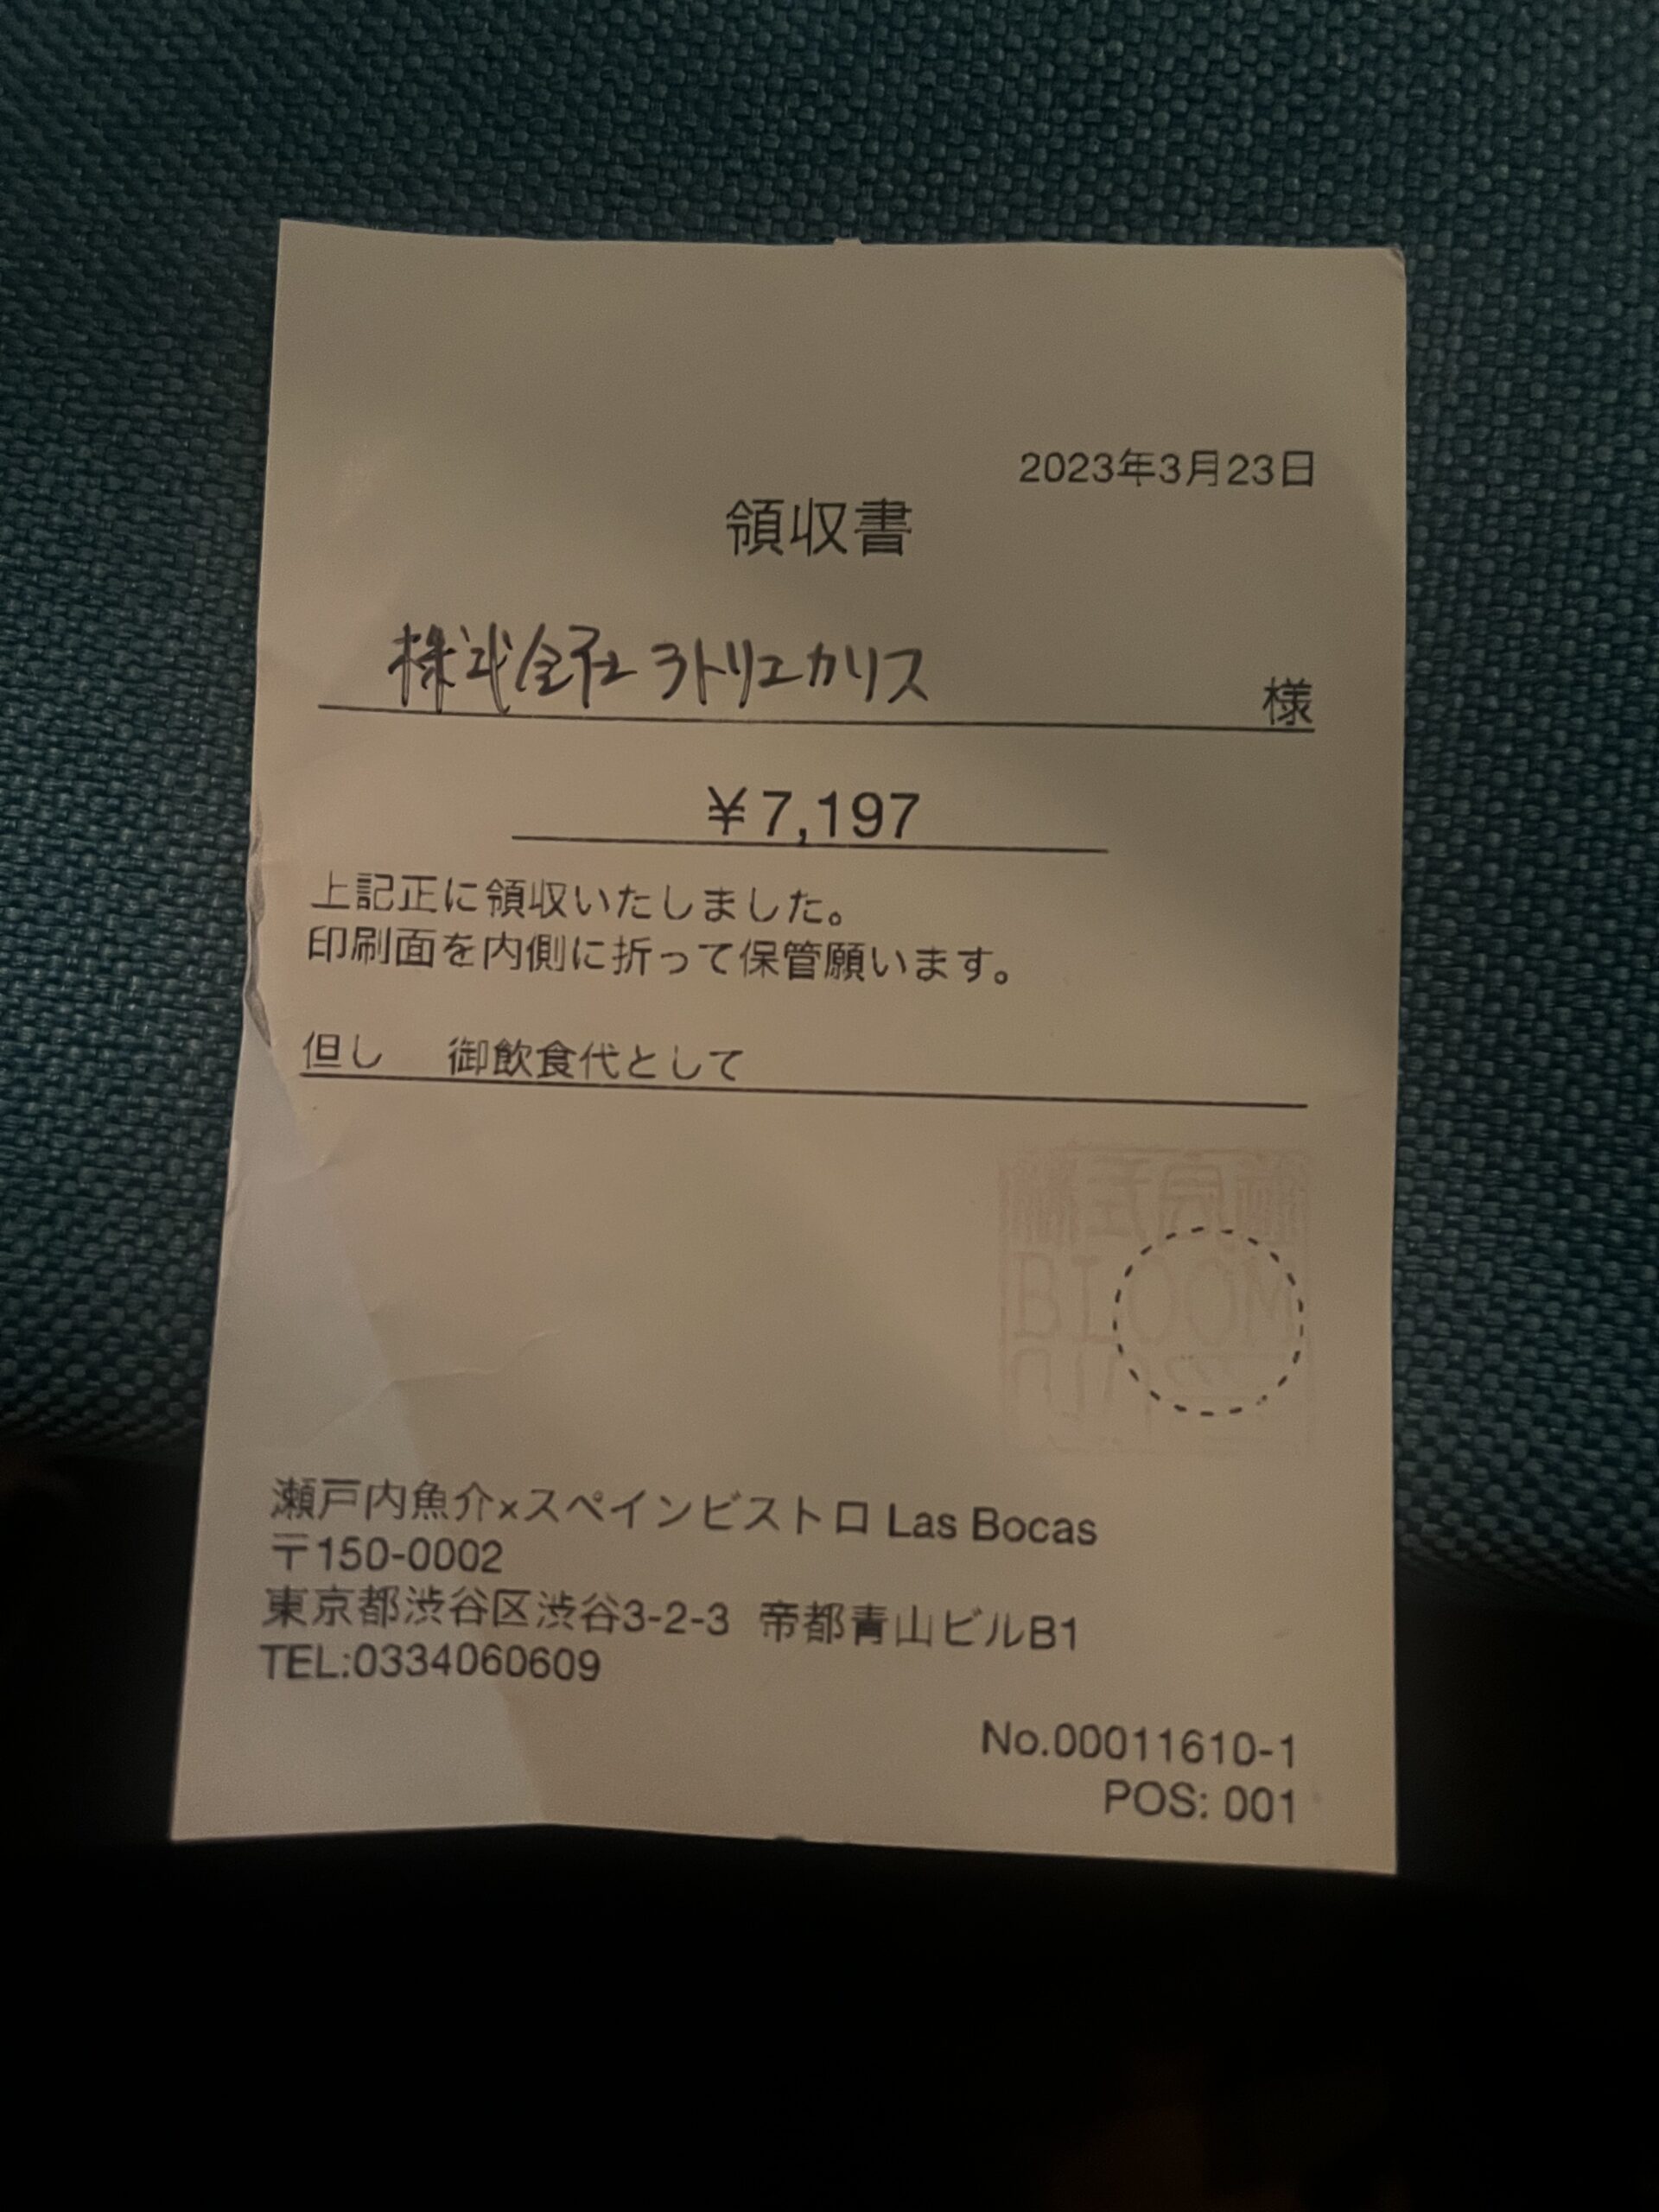 2023年3月23日
領収書
株式会社ラトリエカリス 様
¥7,197
上記正に領収いたしました。
印刷面を内側に折って保管願います。
但し 御飲食代として
BLOOM
瀬戸内魚介×スペインビストロ Las Bocas
〒150-0002
東京都渋谷区渋谷3-2-3 帝都青山ビルB1
TEL:0334060609
No.00011610-1
POS: 001